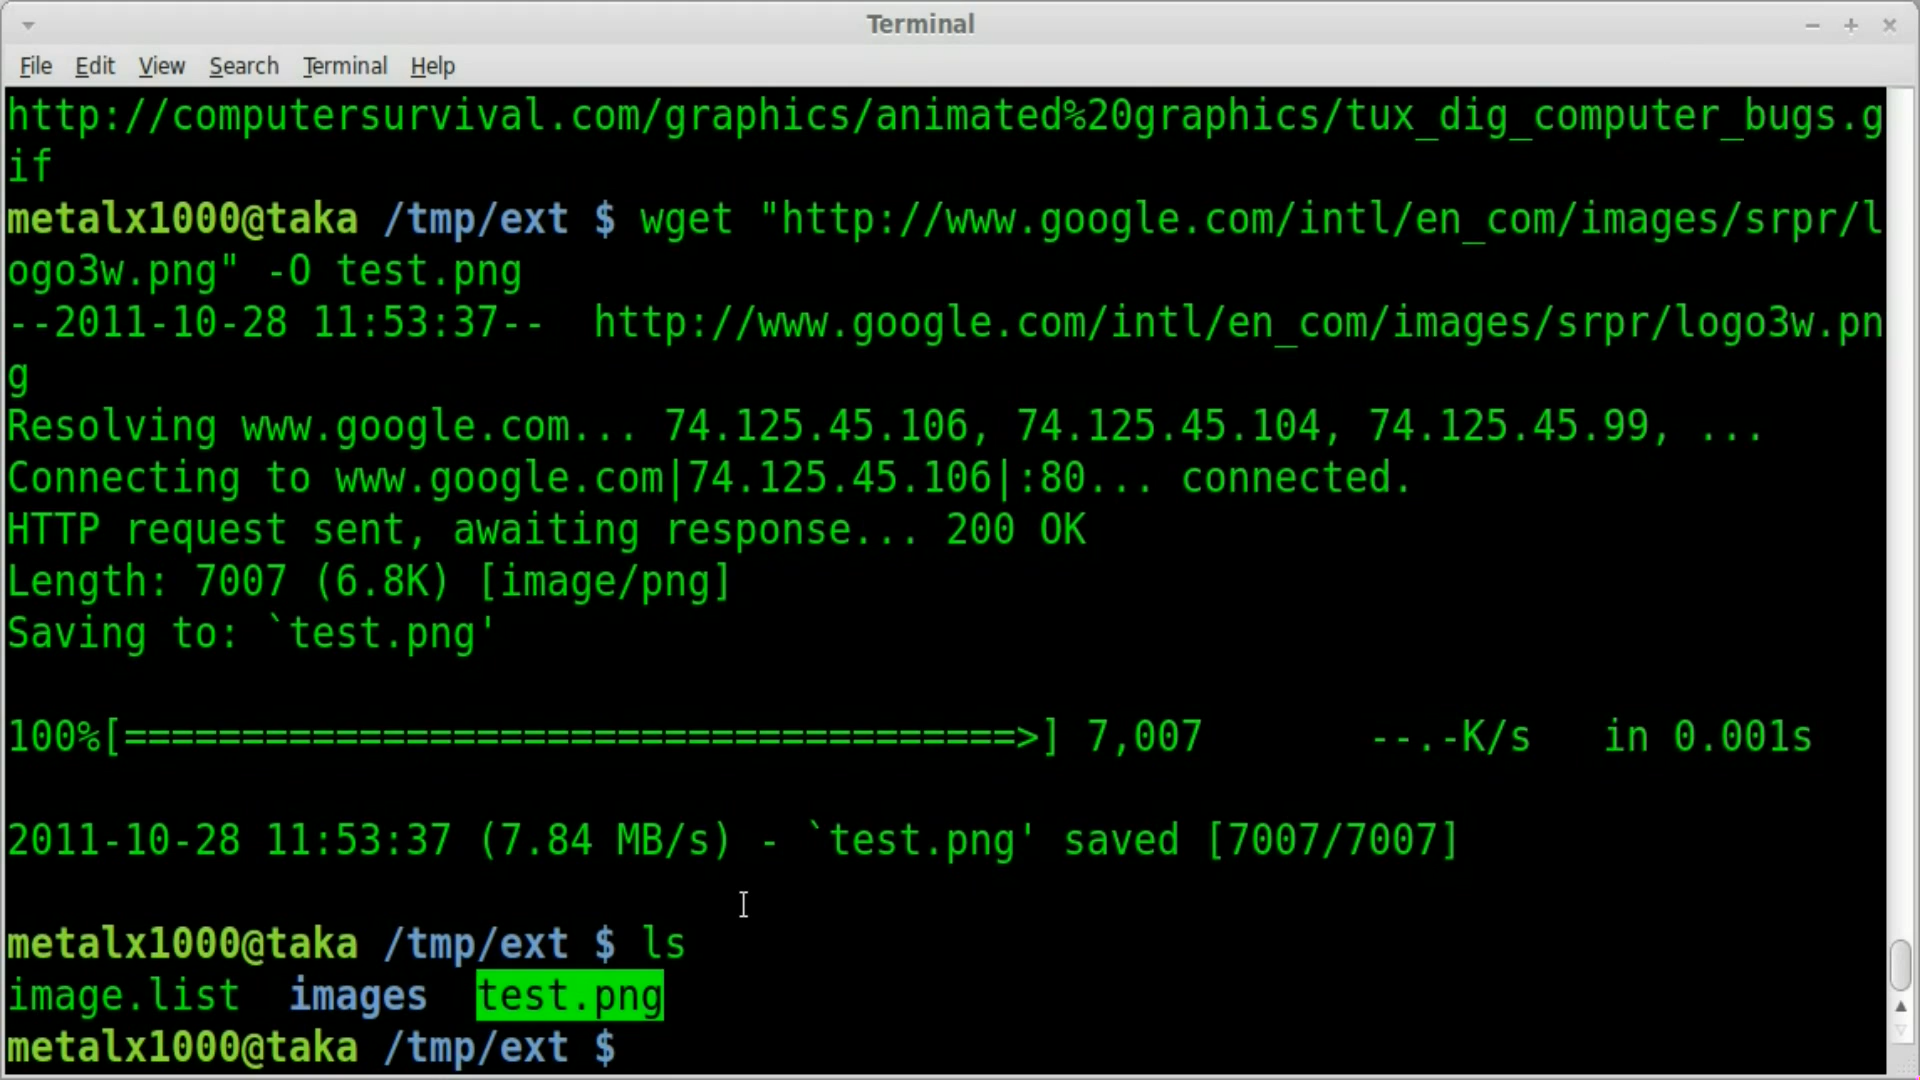 Terminal
File Edit View Search Terminal Help
http://computersurvival.com/graphics/animated%20graphics/tux_dig_computer_bugs.g
if
metalx1000@taka /tmp/ext $ wget "http://www.google.com/intl/en_com/images/srpr/l
ogo3w.png" -O test.png
--2011-10-28 11:53:37--  http://www.google.com/intl/en_com/images/srpr/logo3w.pn
g
Resolving www.google.com... 74.125.45.106, 74.125.45.104, 74.125.45.99, ...
Connecting to www.google.com|74.125.45.106|:80... connected.
HTTP request sent, awaiting response... 200 OK
Length: 7007 (6.8K) [image/png]
Saving to: `test.png'
100%[======================================>] 7,007       --.-K/s   in 0.001s
2011-10-28 11:53:37 (7.84 MB/s) - `test.png' saved [7007/7007]
metalx1000@taka /tmp/ext $ ls
image.list  images  test.png
metalx1000@taka /tmp/ext $